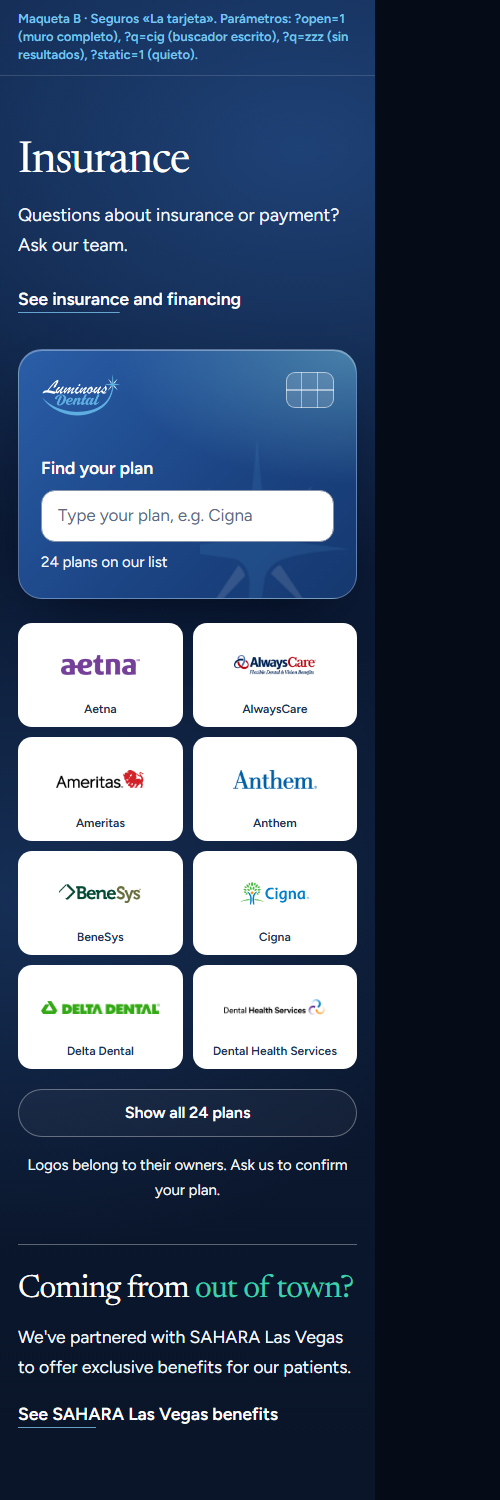 Maqueta B · Seguros «La tarjeta». Parámetros: ?open=1
(muro completo), ?q=cig (buscador escrito), ?q=zzz (sin
resultados), ?static=1 (quieto).
Insurance
Questions about insurance or payment?
Ask our team.
See insurance and financing
Luminous
Dental
Find your plan
Type your plan, e.g. Cigna
24 plans on our list
aetna
Aetna
AlwaysCare
Flexible Dental & Vision Benefits
AlwaysCare
Ameritas
Ameritas
Anthem
Anthem
BeneSys
BeneSys
Cigna
Cigna
DELTA DENTAL
Delta Dental
Dental Health Services
Dental Health Services
Show all 24 plans
Logos belong to their owners. Ask us to confirm
your plan.
Coming from out of town?
We've partnered with SAHARA Las Vegas
to offer exclusive benefits for our patients.
See SAHARA Las Vegas benefits